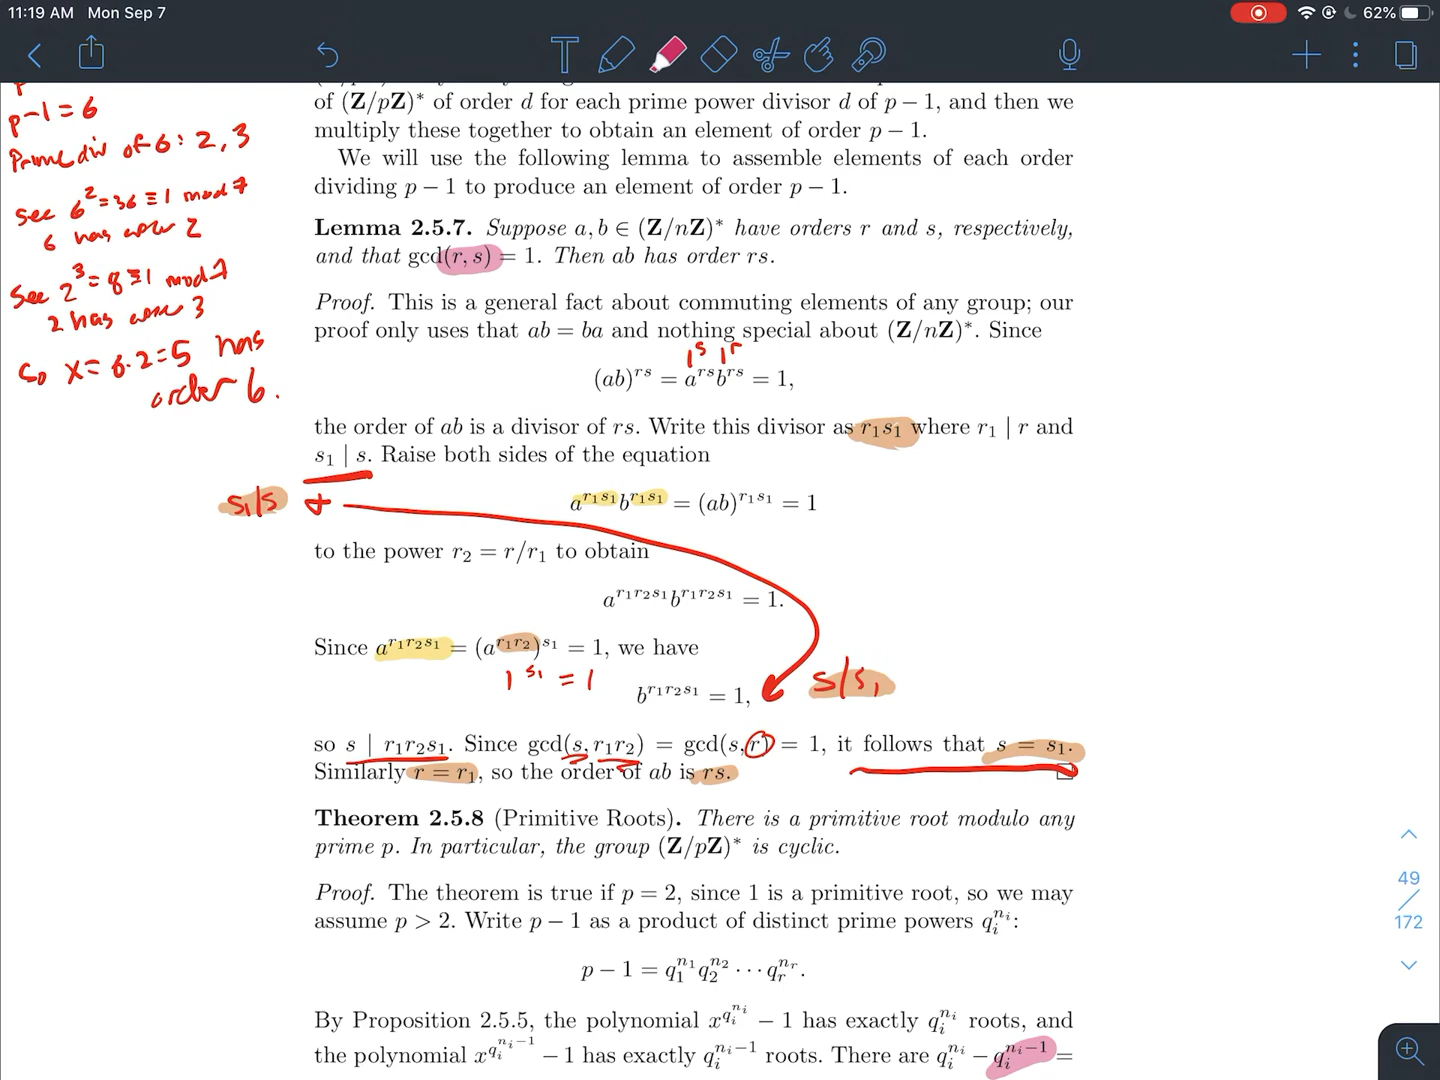 11:19 AM Mon Sep 7
62%
p-1=6
Prime div of 6: 2, 3
See 6^2=36≡1 mod 7
6 has order 2
See 2^3=8≡1 mod 7
2 has order 3
So x=6·2=5 has
order 6.
of (Z/pZ)* of order d for each prime power divisor d of p − 1, and then we
multiply these together to obtain an element of order p − 1.
We will use the following lemma to assemble elements of each order
dividing p − 1 to produce an element of order p − 1.
Lemma 2.5.7. Suppose a, b ∈ (Z/nZ)* have orders r and s, respectively,
and that gcd(r, s) = 1. Then ab has order rs.
Proof. This is a general fact about commuting elements of any group; our
proof only uses that ab = ba and nothing special about (Z/nZ)*. Since
1^s 1^r
(ab)^{rs} = a^{rs}b^{rs} = 1,
the order of ab is a divisor of rs. Write this divisor as r₁s₁ where r₁ | r and
s₁ | s. Raise both sides of the equation
s₁/s
a^{r₁s₁}b^{r₁s₁} = (ab)^{r₁s₁} = 1
to the power r₂ = r/r₁ to obtain
a^{r₁r₂s₁}b^{r₁r₂s₁} = 1.
Since a^{r₁r₂s₁} = (a^{r₁r₂})^{s₁} = 1, we have
1^{s₁} = 1
b^{r₁r₂s₁} = 1,
s/s₁
so s | r₁r₂s₁. Since gcd(s, r₁r₂) = gcd(s, r) = 1, it follows that s = s₁.
Similarly r = r₁, so the order of ab is rs.
Theorem 2.5.8 (Primitive Roots). There is a primitive root modulo any
prime p. In particular, the group (Z/pZ)* is cyclic.
Proof. The theorem is true if p = 2, since 1 is a primitive root, so we may
assume p > 2. Write p − 1 as a product of distinct prime powers q_i^{n_i}:
p − 1 = q₁^{n₁}q₂^{n₂} · · · q_r^{n_r}.
By Proposition 2.5.5, the polynomial x^{q_i^{n_i}} − 1 has exactly q_i^{n_i} roots, and
the polynomial x^{q_i^{n_i−1}} − 1 has exactly q_i^{n_i−1} roots. There are q_i^{n_i} − q_i^{n_i−1} =
49
/
172